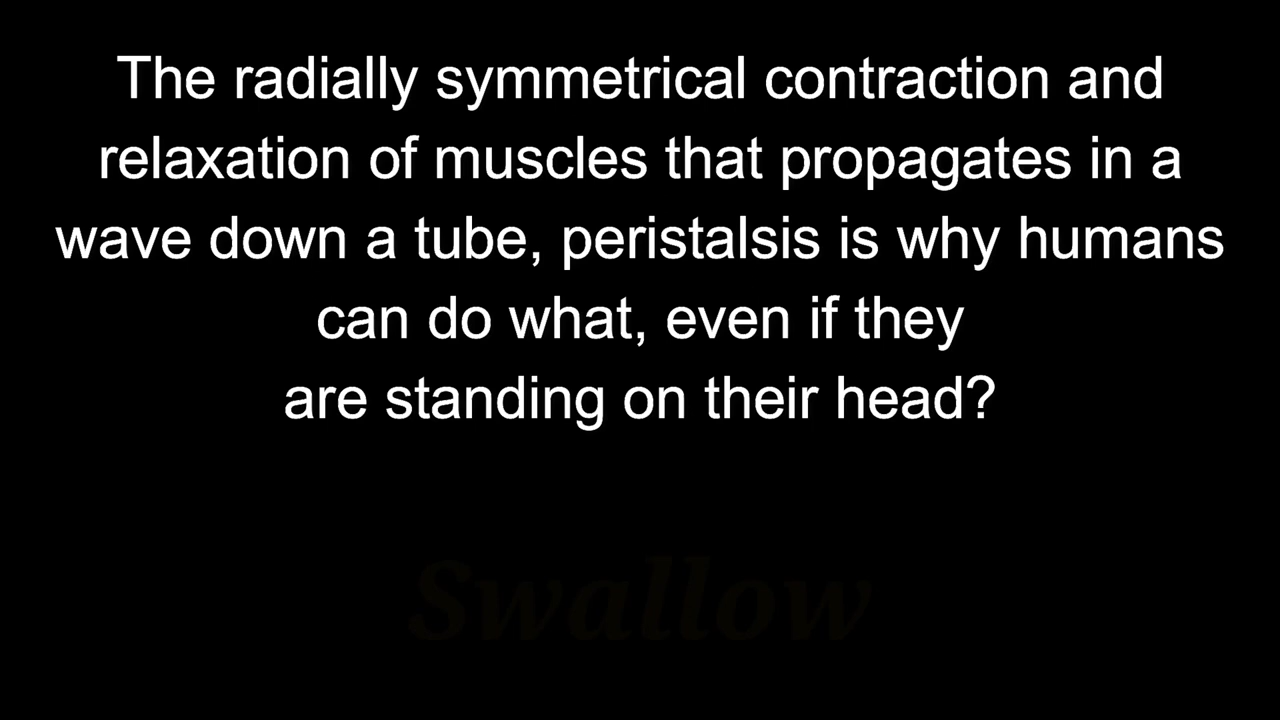 The radially symmetrical contraction and
relaxation of muscles that propagates in a
wave down a tube, peristalsis is why humans
can do what, even if they
are standing on their head?
Swallow